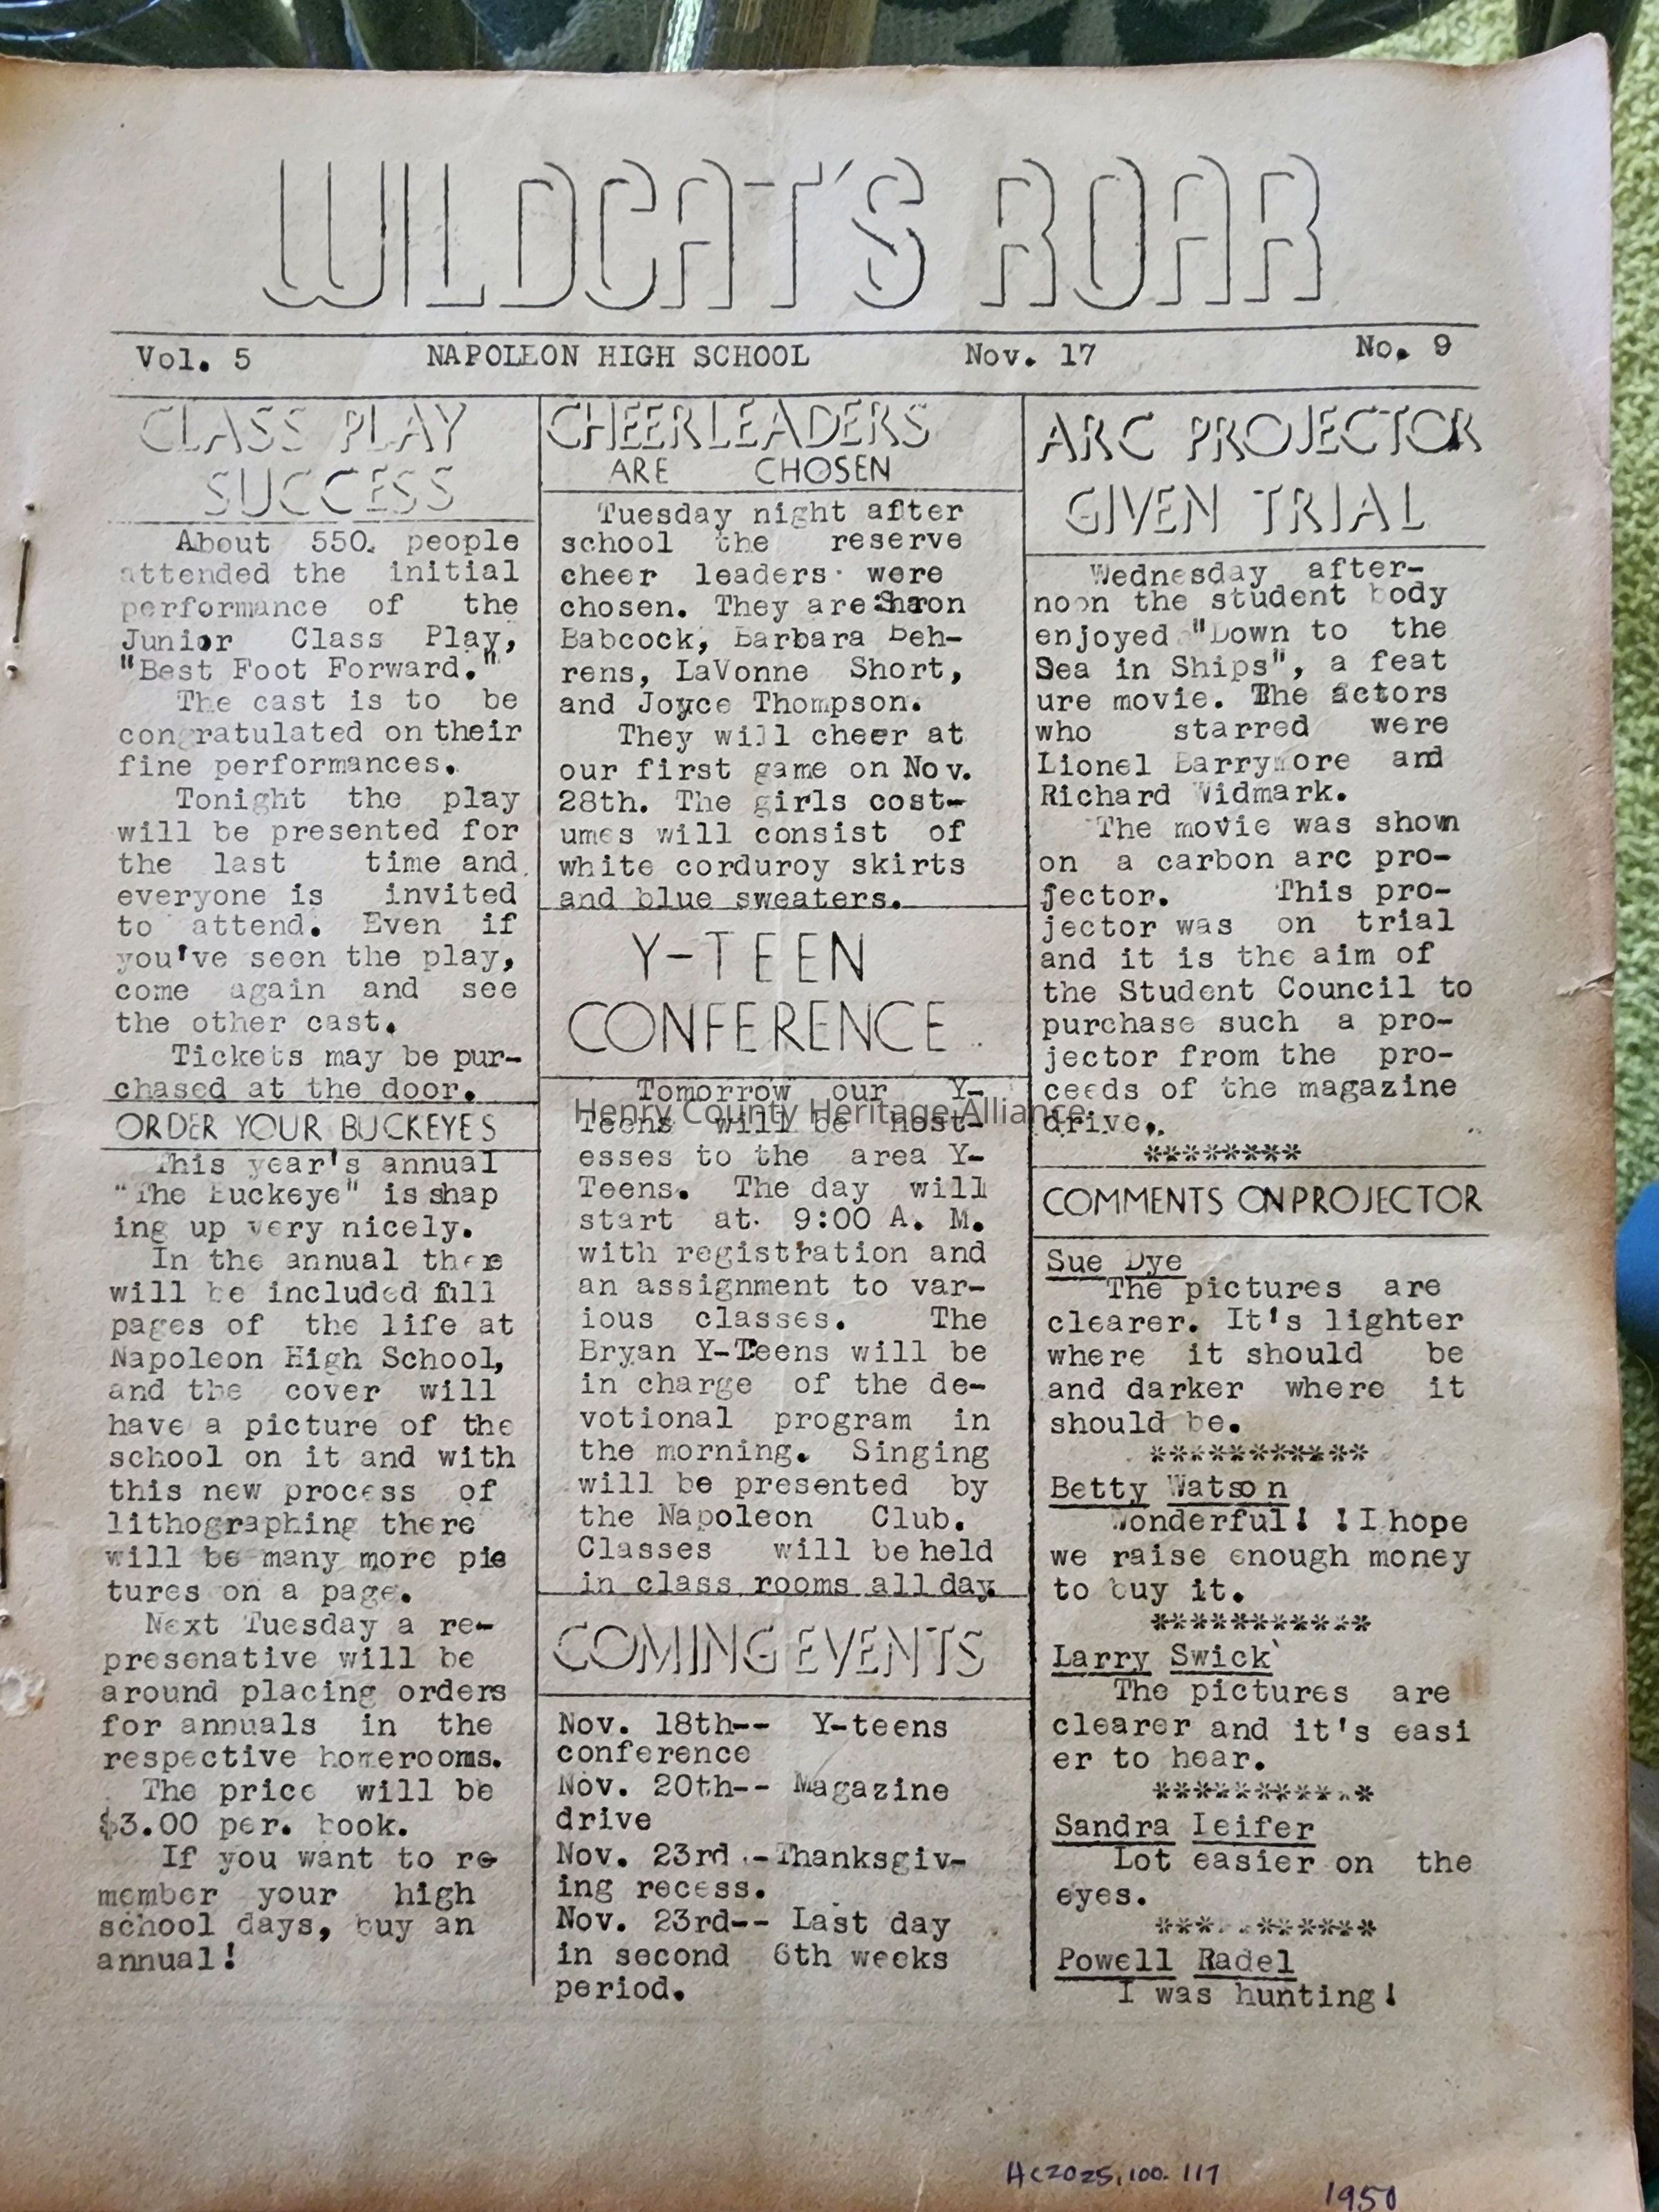 WILDCAT'S ROAR
Vol. 5 NAPOLEON HIGH SCHOOL Nov. 17 No. 9
CLASS PLAY
SUCCESS
About 550. people
attended the initial
performance of the
Junior Class Play,
"Best Foot Forward."
The cast is to be
congratulated on their
fine performances.
Tonight the play
will be presented for
the last time and
everyone is invited
to attend. Even if
you've seen the play,
come again and see
the other cast.
Tickets may be pur-
chased at the door.
ORDER YOUR BUCKEYES
This year's annual
"The Buckeye" is shap
ing up very nicely.
In the annual there
will be included full
pages of the life at
Napoleon High School,
and the cover will
have a picture of the
school on it and with
this new process of
lithographing there
will be many more pic
tures on a page.
Next Tuesday a re-
presenative will be
around placing orders
for annuals in the
respective homerooms.
The price will be
$3.00 per. book.
If you want to re
member your high
school days, buy an
annual!
CHEERLEADERS
ARE CHOSEN
Tuesday night after
school the reserve
cheer leaders were
chosen. They are Sharon
Babcock, Barbara Beh-
rens, LaVonne Short,
and Joyce Thompson.
They will cheer at
our first game on Nov.
28th. The girls cost-
umes will consist of
white corduroy skirts
and blue sweaters.
Y-TEEN
CONFERENCE
Tomorrow our Y-
Teens will be host-
esses to the area Y-
Teens. The day will
start at 9:00 A. M.
with registration and
an assignment to var-
ious classes. The
Bryan Y-Teens will be
in charge of the de-
votional program in
the morning. Singing
will be presented by
the Napoleon Club.
Classes will be held
in class rooms all day.
COMING EVENTS
Nov. 18th-- Y-teens
conference
Nov. 20th-- Magazine
drive
Nov. 23rd --Thanksgiv-
ing recess.
Nov. 23rd-- Last day
in second 6th weeks
period.
ARC PROJECTOR
GIVEN TRIAL
Wednesday after-
noon the student body
enjoyed "Down to the
Sea in Ships", a feat
ure movie. The actors
who starred were
Lionel Barrymore and
Richard Widmark.
The movie was shown
on a carbon arc pro-
jector. This pro-
jector was on trial
and it is the aim of
the Student Council to
purchase such a pro-
jector from the pro-
ceeds of the magazine
drive.
********
COMMENTS ON PROJECTOR
Sue Dye
The pictures are
clearer. It's lighter
where it should be
and darker where it
should be.
***********
Betty Watson
Wonderful! ! I hope
we raise enough money
to buy it.
***********
Larry Swick
The pictures are
clearer and it's easi
er to hear.
***********
Sandra Leifer
Lot easier on the
eyes.
***********
Powell Radel
I was hunting!
Henry County Heritage Alliance
HC2025.100.117
1950